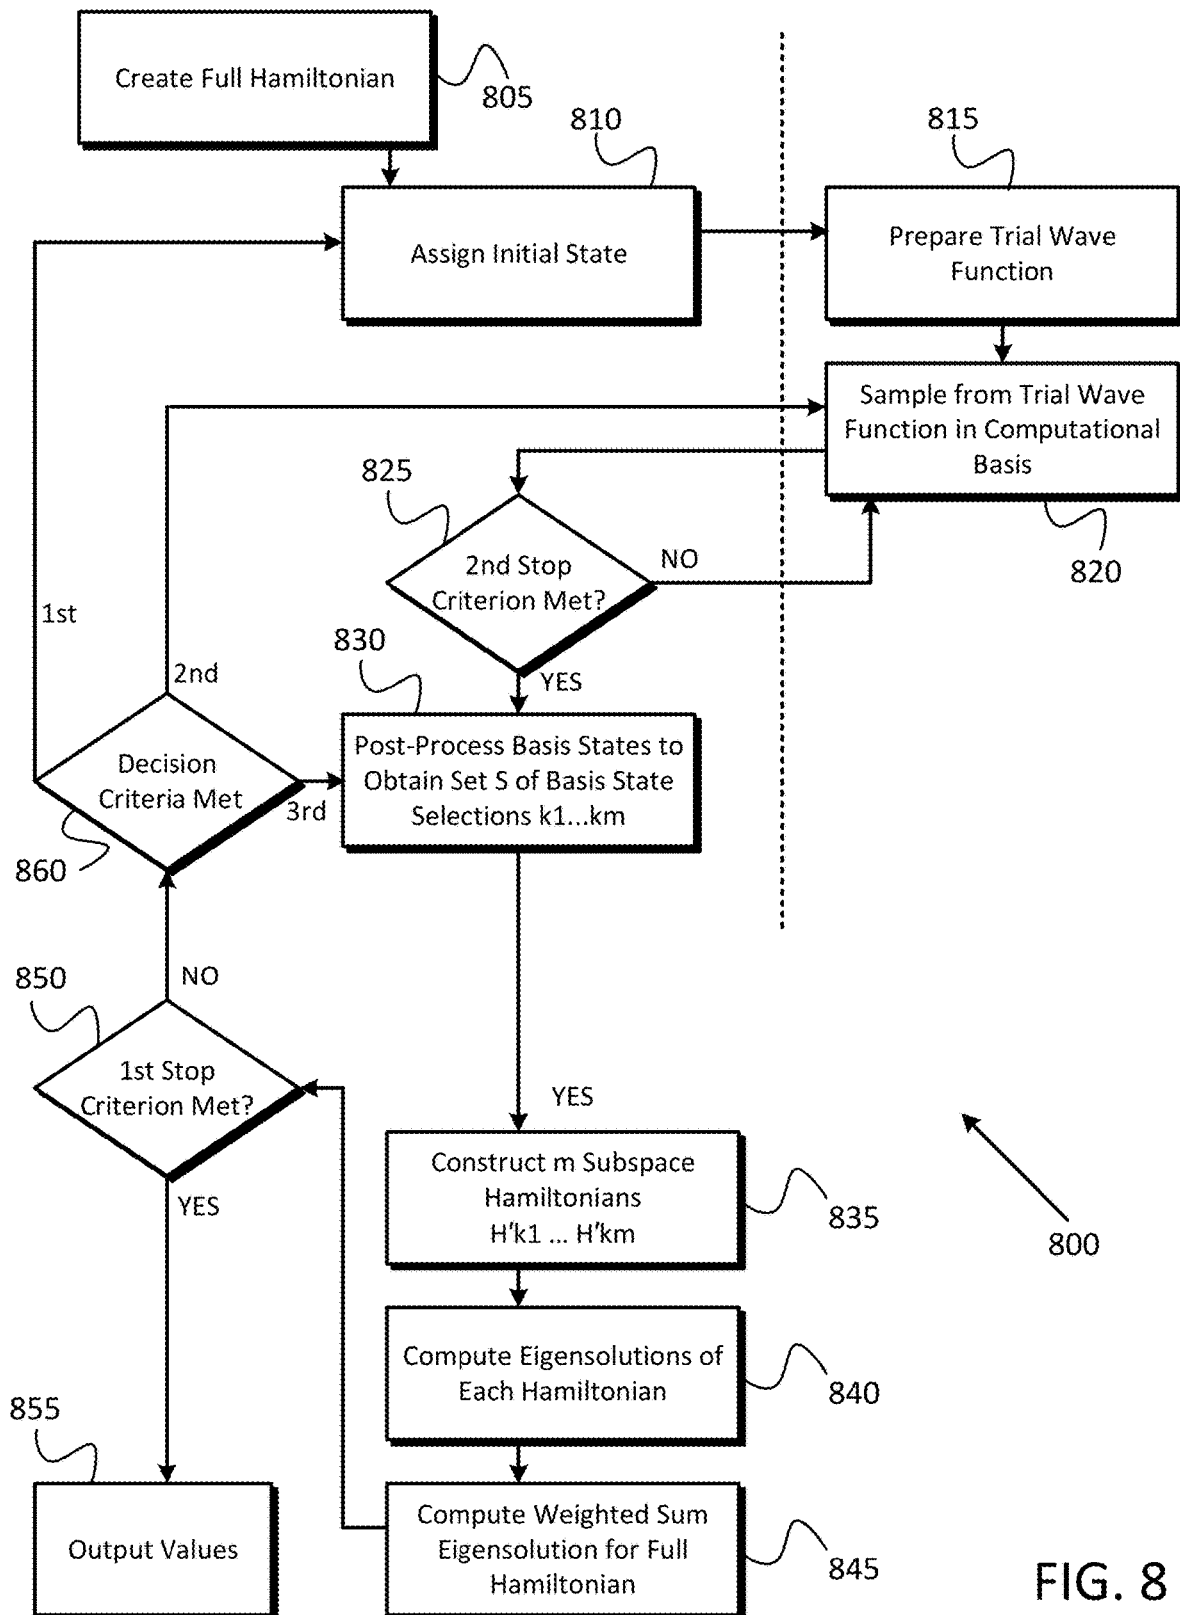 Create Full Hamiltonian
805
810
815
Assign Initial State
Prepare Trial Wave
Function
Sample from Trial Wave
Function in Computational
Basis
820
825
2nd Stop
Criterion Met?
NO
YES
1st
2nd
3rd
830
Decision
Criteria Met
860
Post-Process Basis States to
Obtain Set S of Basis State
Selections k1...km
850
NO
1st Stop
Criterion Met?
YES
YES
Construct m Subspace
Hamiltonians
H'k1 ... H'km
835
800
Compute Eigensolutions of
Each Hamiltonian
840
855
Output Values
Compute Weighted Sum
Eigensolution for Full
Hamiltonian
845
FIG. 8